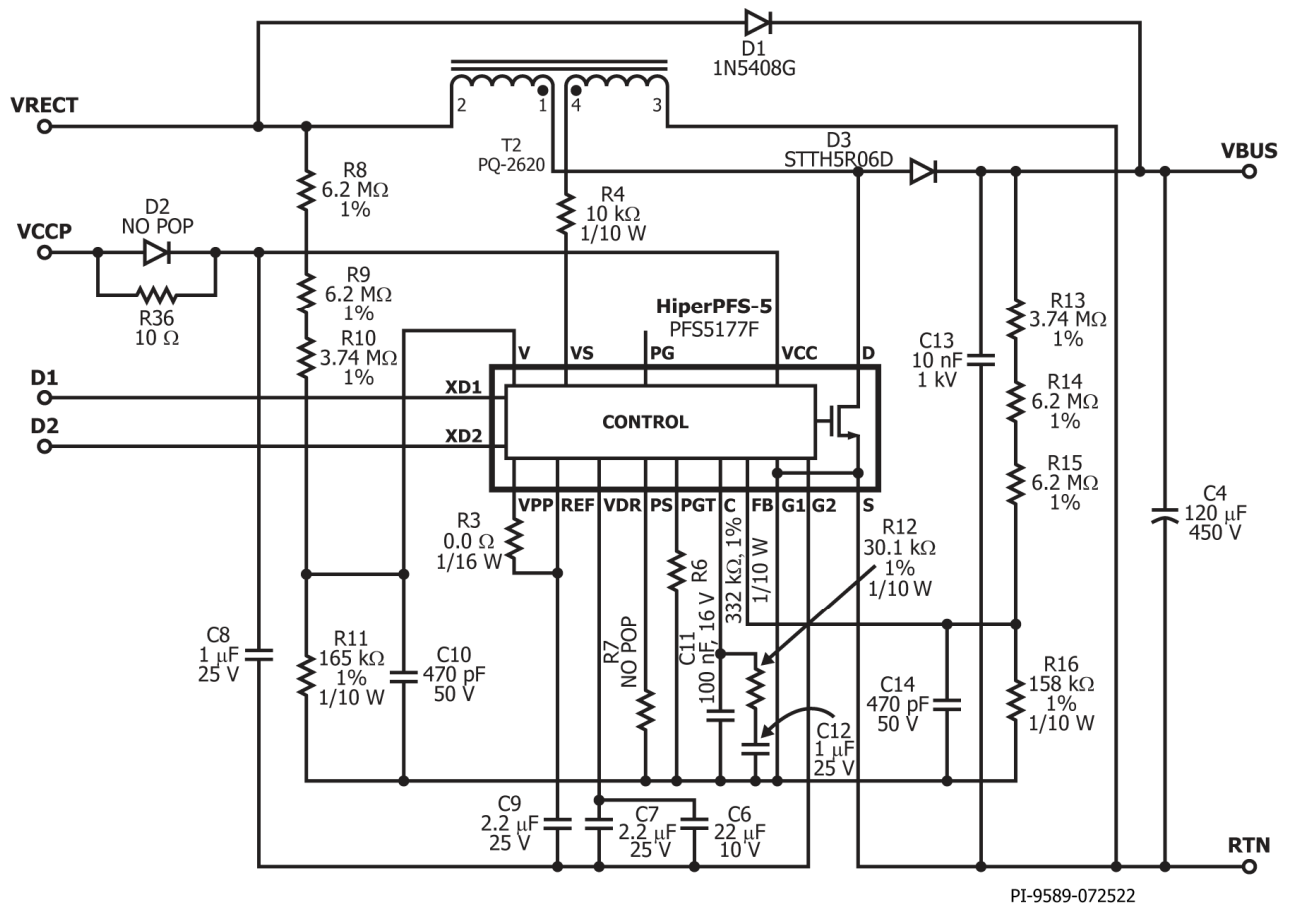 D1
1N5408G
2
1
4
3
VRECT
T2
PQ-2620
D3
STTH5R06D
VBUS
R8
6.2 MΩ
1%
R4
10 kΩ
1/10 W
D2
NO POP
VCCP
R36
10 Ω
R9
6.2 MΩ
1%
R10
3.74 MΩ
1%
HiperPFS-5
PFS5177F
V
VS
PG
VCC
D
C13
10 nF
1 kV
R13
3.74 MΩ
1%
R14
6.2 MΩ
1%
R15
6.2 MΩ
1%
D1
XD1
D2
XD2
CONTROL
VPP
REF
VDR
PS
PGT
C
FB
G1
G2
S
R3
0.0 Ω
1/16 W
R6
332 kΩ, 1%
1/10 W
R12
30.1 kΩ
1%
1/10 W
C4
120 μF
450 V
C8
1 μF
25 V
R11
165 kΩ
1%
1/10 W
C10
470 pF
50 V
R7
NO POP
C11
100 nF, 16 V
C12
1 μF
25 V
C14
470 pF
50 V
R16
158 kΩ
1%
1/10 W
C9
2.2 μF
25 V
C7
2.2 μF
25 V
C6
22 μF
10 V
RTN
PI-9589-072522